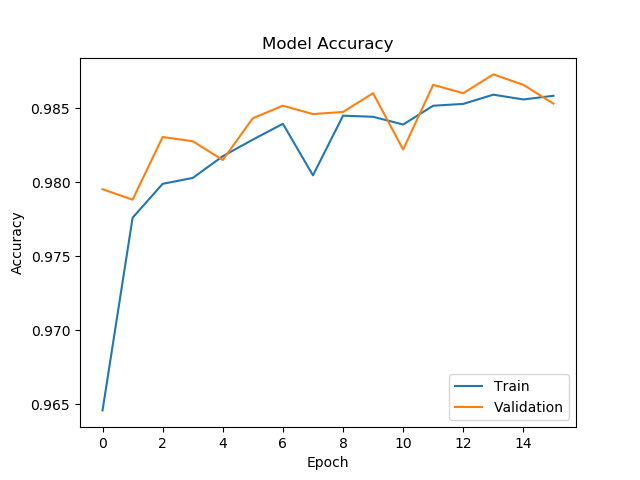 Model Accuracy
0.985
0.980
0.975
0.970
0.965
Accuracy
0 2 4 6 8 10 12 14
Epoch
Train
Validation